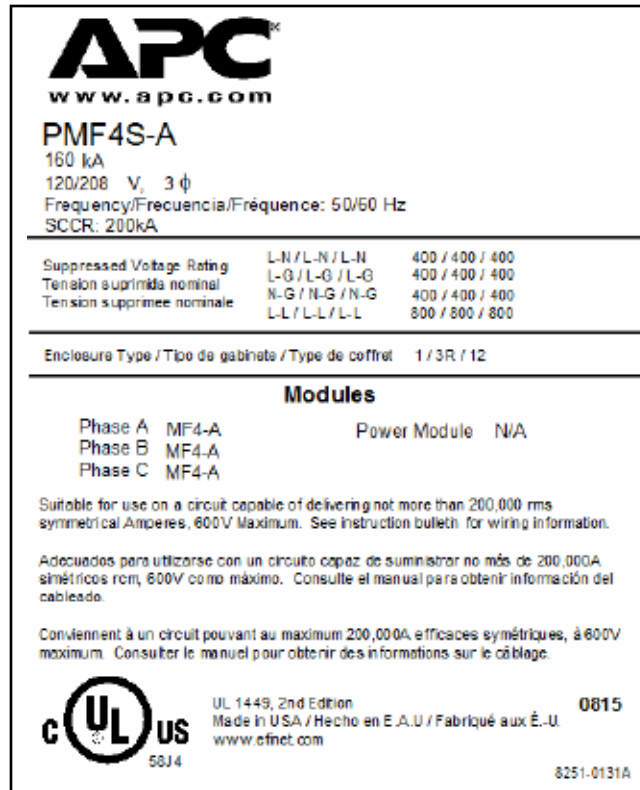 APC®
www.apc.com
PMF4S-A
160 kA
120/208 V, 3 ϕ
Frequency/Frecuencia/Fréquence: 50/60 Hz
SCCR: 200kA
Suppressed Voltage Rating
Tension suprimida nominal
Tension supprimee nominale
L-N / L-N / L-N 400 / 400 / 400
L-G / L-G / L-G 400 / 400 / 400
N-G / N-G / N-G 400 / 400 / 400
L-L / L-L / L-L 800 / 800 / 800
Enclosure Type / Tipo de gabinete / Type de coffret 1 / 3R / 12
Modules
Phase A MF4-A Power Module N/A
Phase B MF4-A
Phase C MF4-A
Suitable for use on a circuit capable of delivering not more than 200,000 rms
symmetrical Amperes, 600V Maximum. See instruction bulletin for wiring information.
Adecuados para utilizarse con un circuito capaz de suministrar no más de 200,000A
simétricos rcm, 600V como máximo. Consulte el manual para obtener información del
cableado.
Conviennent à un circuit pouvant au maximum 200,000A efficaces symétriques, à 600V
maximum. Consulter le manuel pour obtenir des informations sur le câblage.
C UL US
58J4
UL 1449, 2nd Edition 0815
Made in USA / Hecho en E.A.U / Fabriqué aux É.-U.
www.efinet.com
8251-0131A